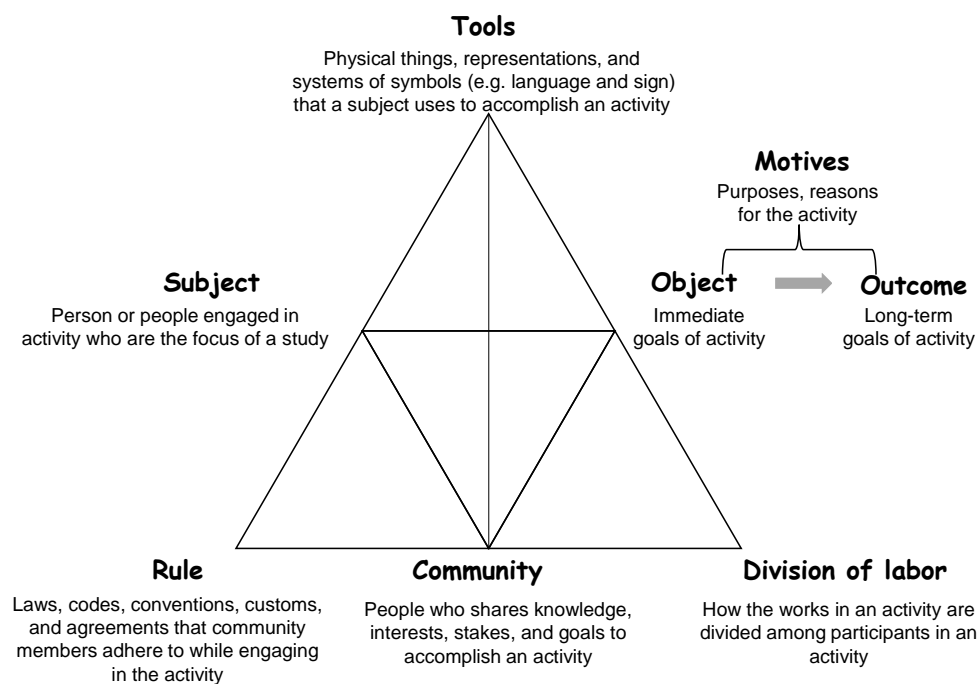 Tools
Physical things, representations, and
systems of symbols (e.g. language and sign)
that a subject uses to accomplish an activity
Motives
Purposes, reasons
for the activity
Subject
Person or people engaged in
activity who are the focus of a study
Object
Immediate
goals of activity
Outcome
Long-term
goals of activity
Rule
Laws, codes, conventions, customs,
and agreements that community
members adhere to while engaging
in the activity
Community
People who shares knowledge,
interests, stakes, and goals to
accomplish an activity
Division of labor
How the works in an activity are
divided among participants in an
activity